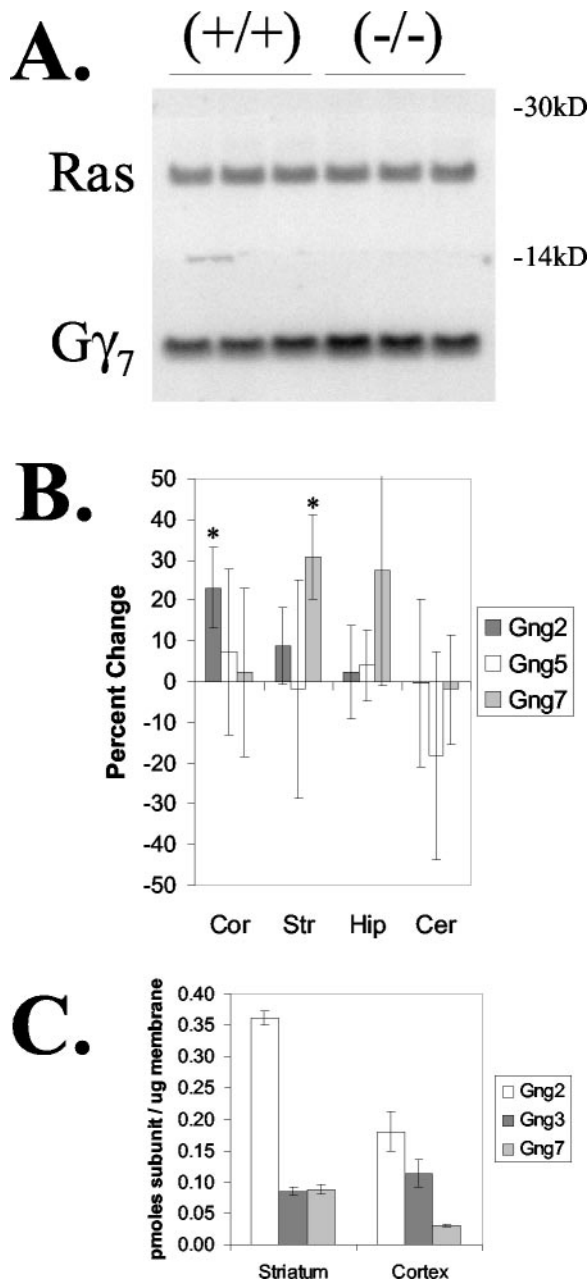 A.
(+/+) (-/-)
-30kD
Ras
-14kD
Gγ7
B.
50
40
30
20
10
0
-10
-20
-30
-40
-50
Percent Change
* *
Cor Str Hip Cer
Gng2
Gng5
Gng7
C.
0.40
0.35
0.30
0.25
0.20
0.15
0.10
0.05
0.00
pmoles subunit / ug membrane
Striatum Cortex
Gng2
Gng3
Gng7